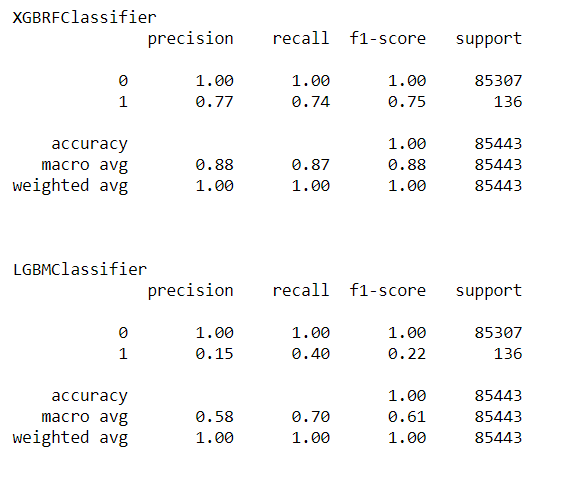 XGBRFClassifier
precision recall f1-score support
0 1.00 1.00 1.00 85307
1 0.77 0.74 0.75 136
accuracy 1.00 85443
macro avg 0.88 0.87 0.88 85443
weighted avg 1.00 1.00 1.00 85443
LGBMClassifier
precision recall f1-score support
0 1.00 1.00 1.00 85307
1 0.15 0.40 0.22 136
accuracy 1.00 85443
macro avg 0.58 0.70 0.61 85443
weighted avg 1.00 1.00 1.00 85443